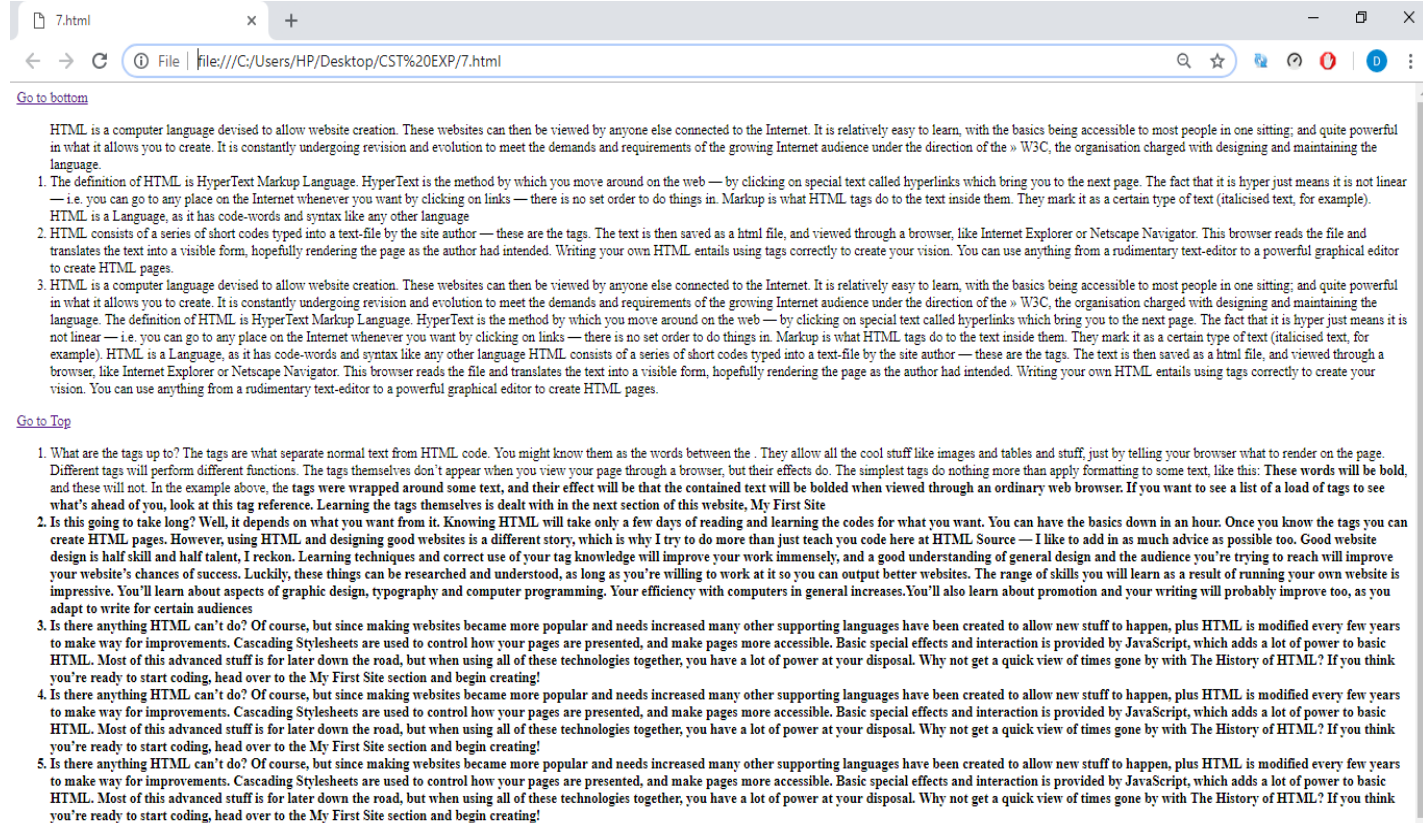 7.html
File
file:///C:/Users/HP/Desktop/CST%20EXP/7.html
D
Go to bottom
HTML is a computer language devised to allow website creation. These websites can then be viewed by anyone else connected to the Internet. It is relatively easy to learn, with the basics being accessible to most people in one sitting; and quite powerful
in what it allows you to create. It is constantly undergoing revision and evolution to meet the demands and requirements of the growing Internet audience under the direction of the » W3C, the organisation charged with designing and maintaining the
language.
1. The definition of HTML is HyperText Markup Language. HyperText is the method by which you move around on the web — by clicking on special text called hyperlinks which bring you to the next page. The fact that it is hyper just means it is not linear
— i.e. you can go to any place on the Internet whenever you want by clicking on links — there is no set order to do things in. Markup is what HTML tags do to the text inside them. They mark it as a certain type of text (italicised text, for example).
HTML is a Language, as it has code-words and syntax like any other language
2. HTML consists of a series of short codes typed into a text-file by the site author — these are the tags. The text is then saved as a html file, and viewed through a browser, like Internet Explorer or Netscape Navigator. This browser reads the file and
translates the text into a visible form, hopefully rendering the page as the author had intended. Writing your own HTML entails using tags correctly to create your vision. You can use anything from a rudimentary text-editor to a powerful graphical editor
to create HTML pages.
3. HTML is a computer language devised to allow website creation. These websites can then be viewed by anyone else connected to the Internet. It is relatively easy to learn, with the basics being accessible to most people in one sitting; and quite powerful
in what it allows you to create. It is constantly undergoing revision and evolution to meet the demands and requirements of the growing Internet audience under the direction of the » W3C, the organisation charged with designing and maintaining the
language. The definition of HTML is HyperText Markup Language. HyperText is the method by which you move around on the web — by clicking on special text called hyperlinks which bring you to the next page. The fact that it is hyper just means it is
not linear — i.e. you can go to any place on the Internet whenever you want by clicking on links — there is no set order to do things in. Markup is what HTML tags do to the text inside them. They mark it as a certain type of text (italicised text, for
example). HTML is a Language, as it has code-words and syntax like any other language HTML consists of a series of short codes typed into a text-file by the site author — these are the tags. The text is then saved as a html file, and viewed through a
browser, like Internet Explorer or Netscape Navigator. This browser reads the file and translates the text into a visible form, hopefully rendering the page as the author had intended. Writing your own HTML entails using tags correctly to create your
vision. You can use anything from a rudimentary text-editor to a powerful graphical editor to create HTML pages.
Go to Top
1. What are the tags up to? The tags are what separate normal text from HTML code. You might know them as the words between the . They allow all the cool stuff like images and tables and stuff, just by telling your browser what to render on the page.
Different tags will perform different functions. The tags themselves don’t appear when you view your page through a browser, but their effects do. The simplest tags do nothing more than apply formatting to some text, like this: These words will be bold,
and these will not. In the example above, the tags were wrapped around some text, and their effect will be that the contained text will be bolded when viewed through an ordinary web browser. If you want to see a list of a load of tags to see
what’s ahead of you, look at this tag reference. Learning the tags themselves is dealt with in the next section of this website, My First Site
2. Is this going to take long? Well, it depends on what you want from it. Knowing HTML will take only a few days of reading and learning the codes for what you want. You can have the basics down in an hour. Once you know the tags you can
create HTML pages. However, using HTML and designing good websites is a different story, which is why I try to do more than just teach you code here at HTML Source — I like to add in as much advice as possible too. Good website
design is half skill and half talent, I reckon. Learning techniques and correct use of your tag knowledge will improve your work immensely, and a good understanding of general design and the audience you’re trying to reach will improve
your website’s chances of success. Luckily, these things can be researched and understood, as long as you’re willing to work at it so you can output better websites. The range of skills you will learn as a result of running your own website is
impressive. You’ll learn about aspects of graphic design, typography and computer programming. Your efficiency with computers in general increases.You’ll also learn about promotion and your writing will probably improve too, as you
adapt to write for certain audiences
3. Is there anything HTML can’t do? Of course, but since making websites became more popular and needs increased many other supporting languages have been created to allow new stuff to happen, plus HTML is modified every few years
to make way for improvements. Cascading Stylesheets are used to control how your pages are presented, and make pages more accessible. Basic special effects and interaction is provided by JavaScript, which adds a lot of power to basic
HTML. Most of this advanced stuff is for later down the road, but when using all of these technologies together, you have a lot of power at your disposal. Why not get a quick view of times gone by with The History of HTML? If you think
you’re ready to start coding, head over to the My First Site section and begin creating!
4. Is there anything HTML can’t do? Of course, but since making websites became more popular and needs increased many other supporting languages have been created to allow new stuff to happen, plus HTML is modified every few years
to make way for improvements. Cascading Stylesheets are used to control how your pages are presented, and make pages more accessible. Basic special effects and interaction is provided by JavaScript, which adds a lot of power to basic
HTML. Most of this advanced stuff is for later down the road, but when using all of these technologies together, you have a lot of power at your disposal. Why not get a quick view of times gone by with The History of HTML? If you think
you’re ready to start coding, head over to the My First Site section and begin creating!
5. Is there anything HTML can’t do? Of course, but since making websites became more popular and needs increased many other supporting languages have been created to allow new stuff to happen, plus HTML is modified every few years
to make way for improvements. Cascading Stylesheets are used to control how your pages are presented, and make pages more accessible. Basic special effects and interaction is provided by JavaScript, which adds a lot of power to basic
HTML. Most of this advanced stuff is for later down the road, but when using all of these technologies together, you have a lot of power at your disposal. Why not get a quick view of times gone by with The History of HTML? If you think
you’re ready to start coding, head over to the My First Site section and begin creating!